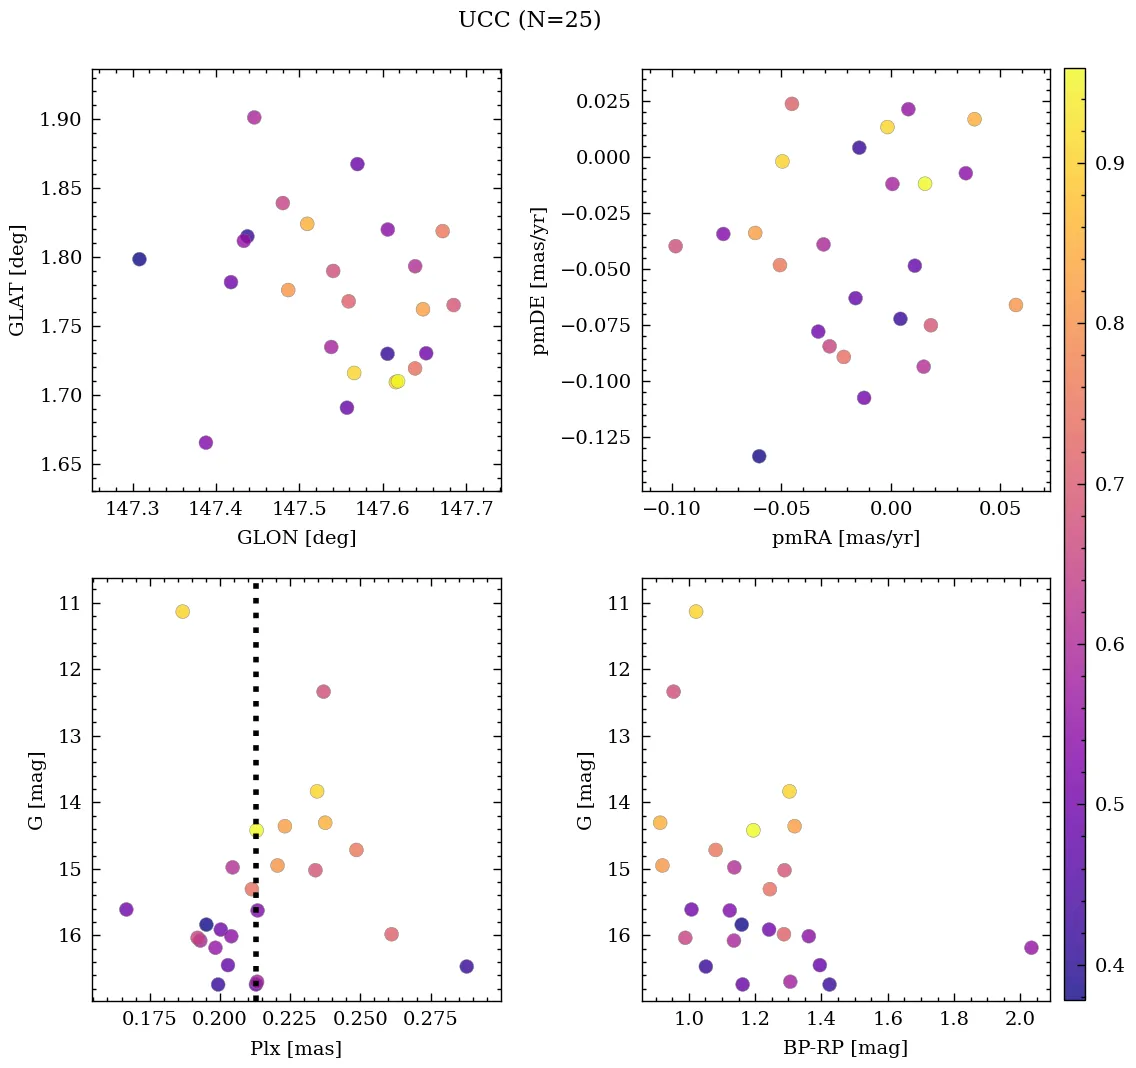 UCC (N=25)
1.90
1.85
1.80
1.75
1.70
1.65
GLAT [deg]
147.3 147.4 147.5 147.6 147.7
GLON [deg]
0.025
0.000
−0.025
−0.050
−0.075
−0.100
−0.125
pmDE [mas/yr]
−0.10 −0.05 0.00 0.05
pmRA [mas/yr]
0.9
0.8
0.7
0.6
0.5
0.4
11
12
13
14
15
16
G [mag]
0.175 0.200 0.225 0.250 0.275
Plx [mas]
11
12
13
14
15
16
G [mag]
1.0 1.2 1.4 1.6 1.8 2.0
BP-RP [mag]